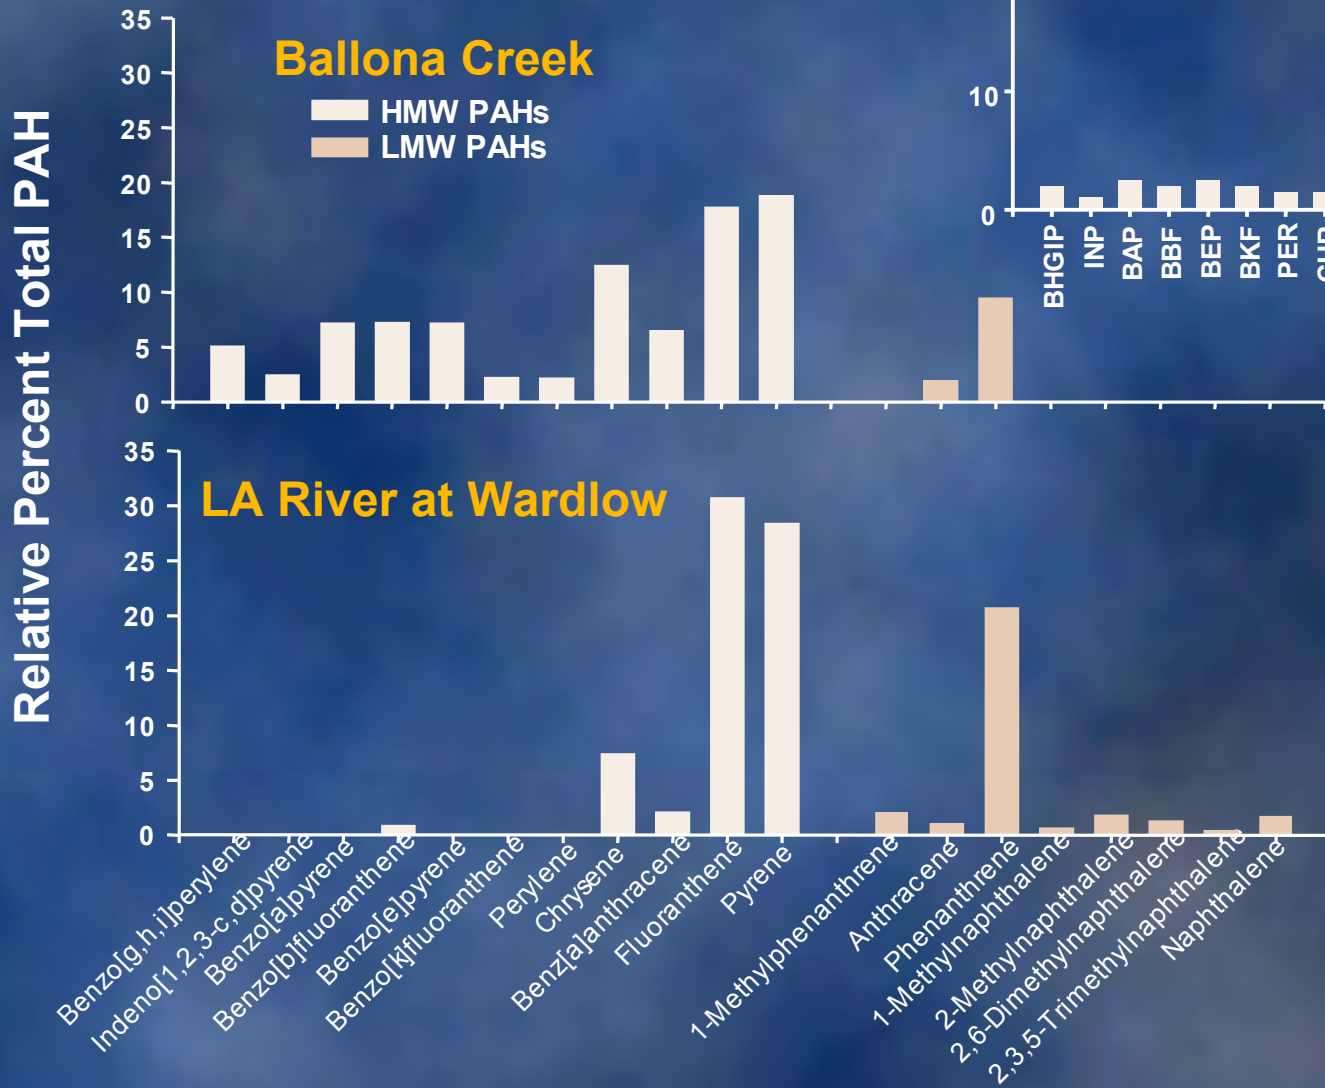 Relative Percent Total PAH
35
30
25
20
15
10
5
0
Ballona Creek
HMW PAHs
LMW PAHs
10
0
BHGIP
INP
BAP
BBF
BEP
BKF
PER
35
30
25
20
15
10
5
0
LA River at Wardlow
Benzo[g,h,i]perylene
Indeno[1,2,3-c,d]pyrene
Benzo[a]pyrene
Benzo[b]fluoranthene
Benzo[e]pyrene
Benzo[k]fluoranthene
Perylene
Chrysene
Benz[a]anthracene
Fluoranthene
Pyrene
1-Methylphenanthrene
Anthracene
Phenanthrene
1-Methylnaphthalene
2-Methylnaphthalene
2,6-Dimethylnaphthalene
2,3,5-Trimethylnaphthalene
Naphthalene